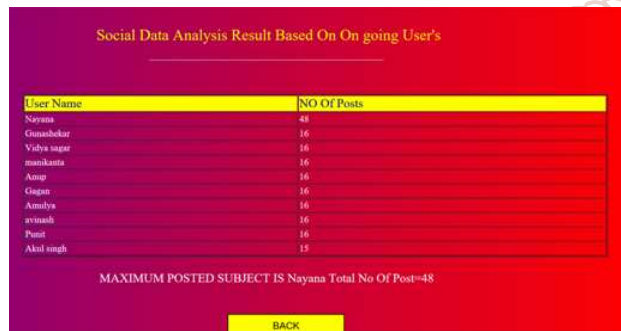 Social Data Analysis Result Based On On going User's
User Name NO Of Posts
Nayana 48
Gunashekar 16
Vidya sagar 16
manikanta 16
Anup 16
Gagan 16
Amulya 16
avinash 16
Punit 16
Akul singh 15
MAXIMUM POSTED SUBJECT IS Nayana Total No Of Post=48
BACK